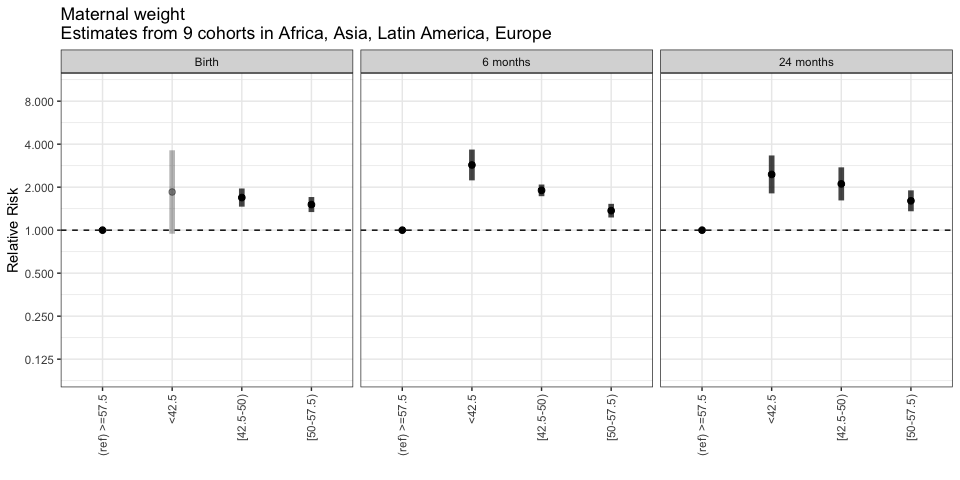 Maternal weight
Estimates from 9 cohorts in Africa, Asia, Latin America, Europe
Birth
6 months
24 months
Relative Risk
8.000
4.000
2.000
1.000
0.500
0.250
0.125
(ref) >=57.5
<42.5
[42.5-50)
[50-57.5)
(ref) >=57.5
<42.5
[42.5-50)
[50-57.5)
(ref) >=57.5
<42.5
[42.5-50)
[50-57.5)